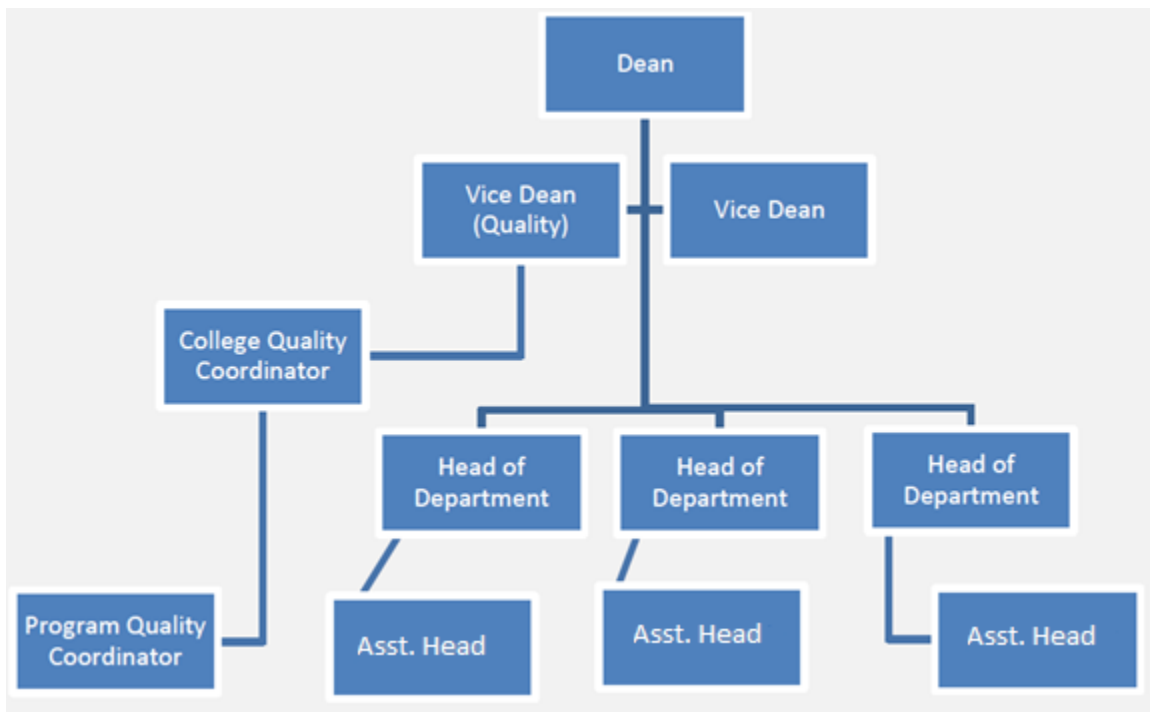 Dean
Vice Dean
(Quality)
Vice Dean
College Quality
Coordinator
Head of
Department
Head of
Department
Head of
Department
Program Quality
Coordinator
Asst. Head
Asst. Head
Asst. Head